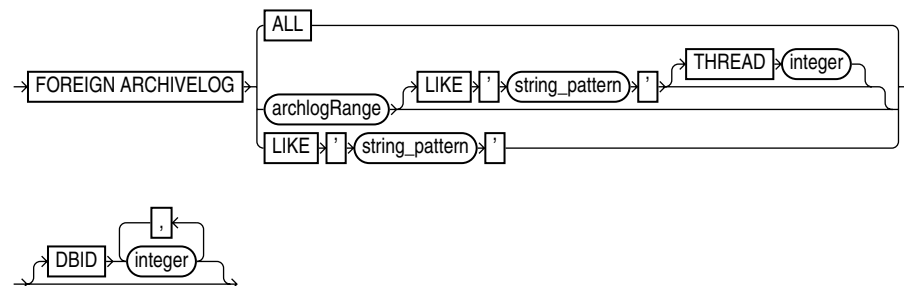 ALL
FOREIGN ARCHIVELOG
archlogRange LIKE ' string_pattern ' THREAD integer
LIKE ' string_pattern '
,
DBID integer